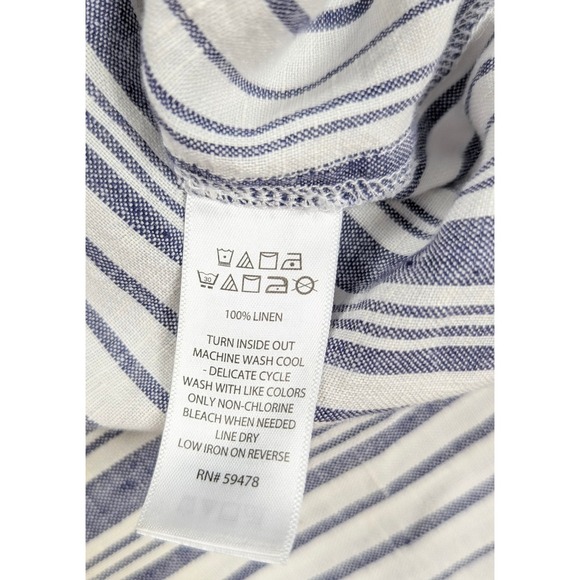 100% LINEN
TURN INSIDE OUT
MACHINE WASH COOL
- DELICATE CYCLE
WASH WITH LIKE COLORS
ONLY NON-CHLORINE
BLEACH WHEN NEEDED
LINE DRY
LOW IRON ON REVERSE
RN# 59478